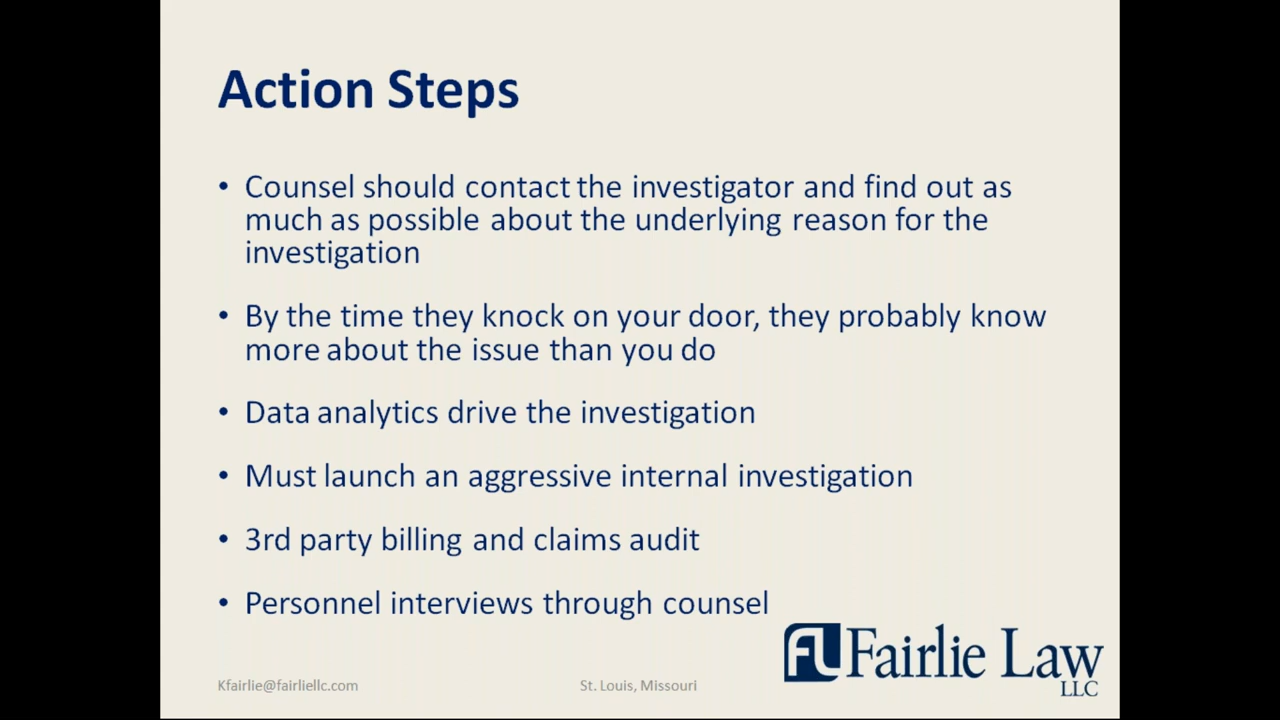 Action Steps
• Counsel should contact the investigator and find out as
much as possible about the underlying reason for the
investigation
• By the time they knock on your door, they probably know
more about the issue than you do
• Data analytics drive the investigation
• Must launch an aggressive internal investigation
• 3rd party billing and claims audit
• Personnel interviews through counsel
FL Fairlie Law
LLC
Kfairlie@fairliellc.com
St. Louis, Missouri